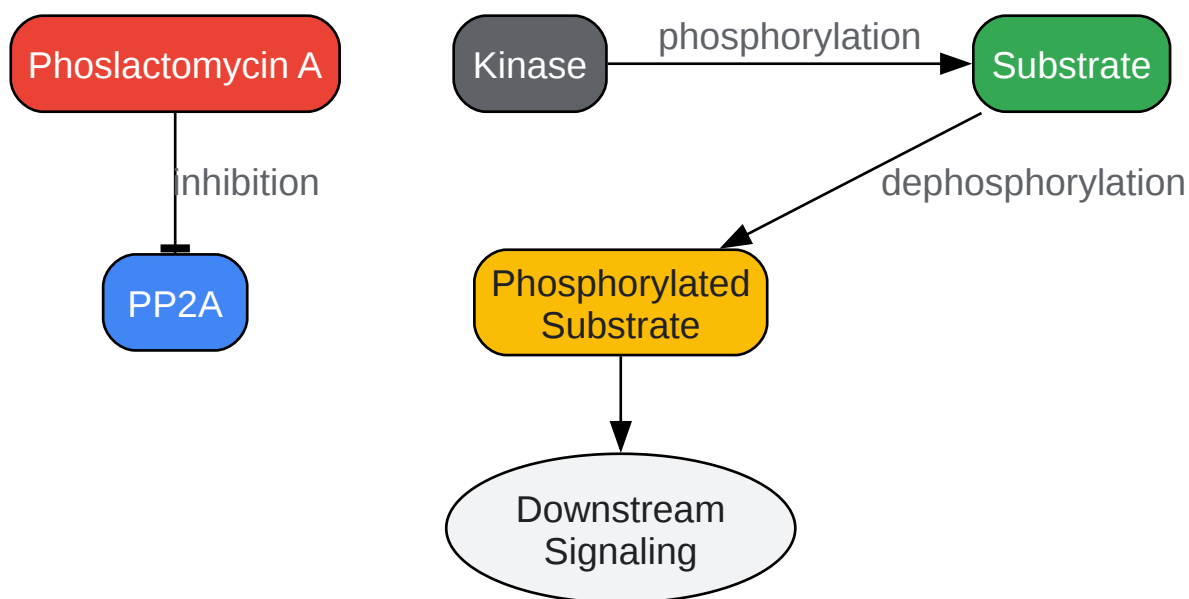 Phoslactomycin A
Kinase
phosphorylation
Substrate
inhibition
dephosphorylation
PP2A
Phosphorylated
Substrate
Downstream
Signaling